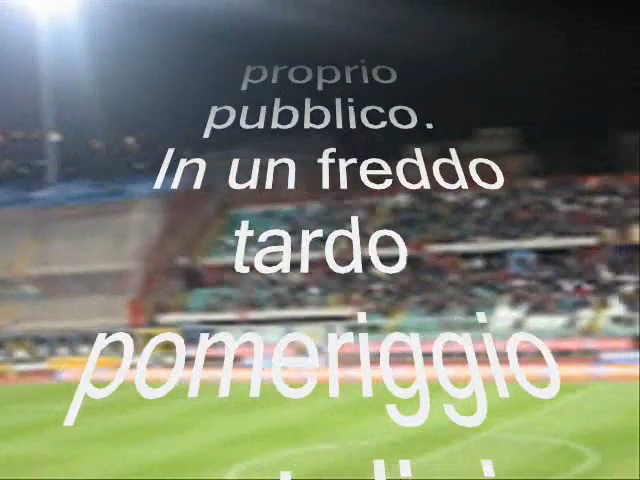 proprio
pubblico.
In un freddo
tardo
pomeriggio